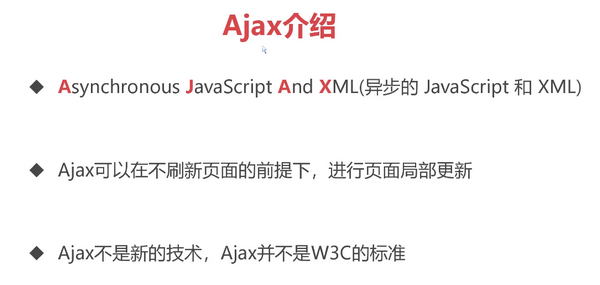 Ajax介绍
Asynchronous JavaScript And XML(异步的 JavaScript 和 XML)
Ajax可以在不刷新页面的前提下，进行页面局部更新
Ajax不是新的技术，Ajax并不是W3C的标准